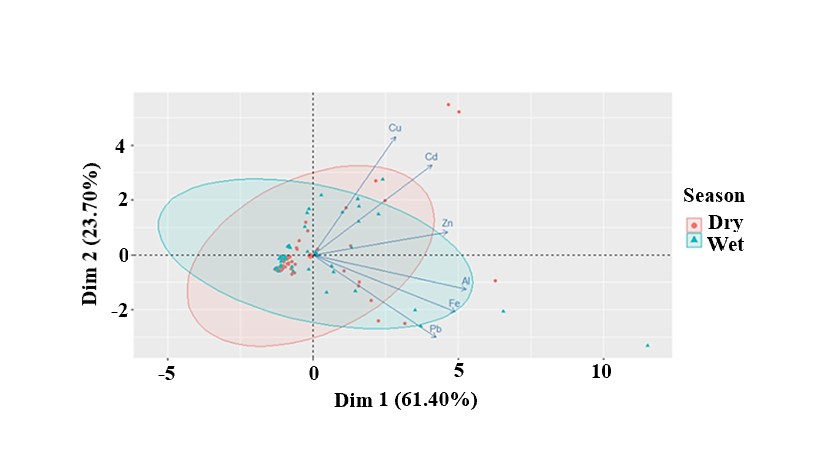 Dim 2 (23.70%)
4
2
0
-2
Cu
Cd
Zn
Al
Fe
Pb
-5
0
5
10
Dim 1 (61.40%)
Season
Dry
Wet